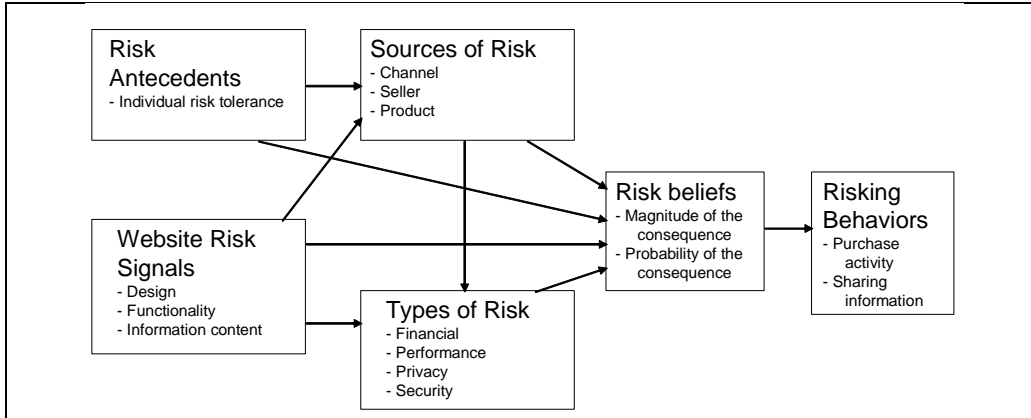 Risk
Antecedents
- Individual risk tolerance
Sources of Risk
- Channel
- Seller
- Product
Website Risk
Signals
- Design
- Functionality
- Information content
Types of Risk
- Financial
- Performance
- Privacy
- Security
Risk beliefs
- Magnitude of the
consequence
- Probability of the
consequence
Risking
Behaviors
- Purchase
activity
- Sharing
information